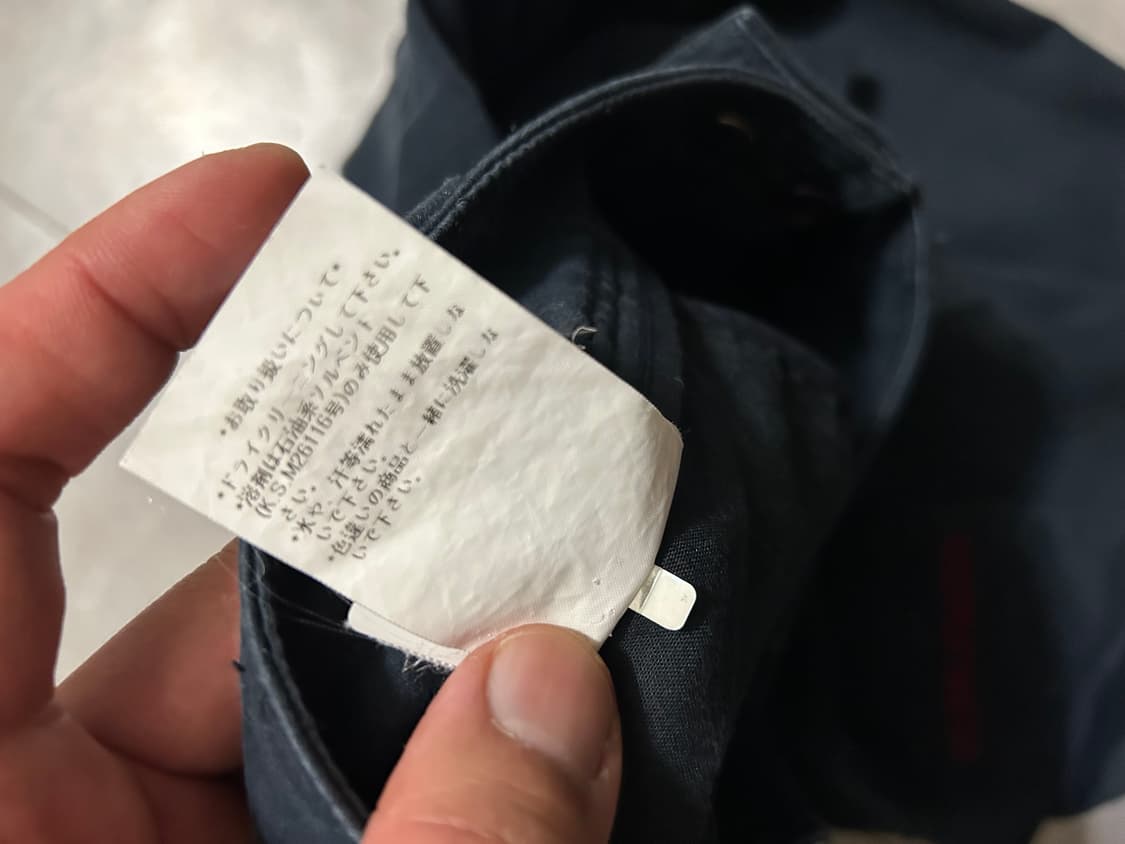 *お取り扱いについて*
*ドライクリーニングして下さい。
*溶剤は石油系ソルベント
(K.S.M26116号)のみ使用して下
さい。
*水や、汗等濡れたまま放置しな
いで下さい。
*色違いの商品と一緒に洗濯しな
いで下さい。